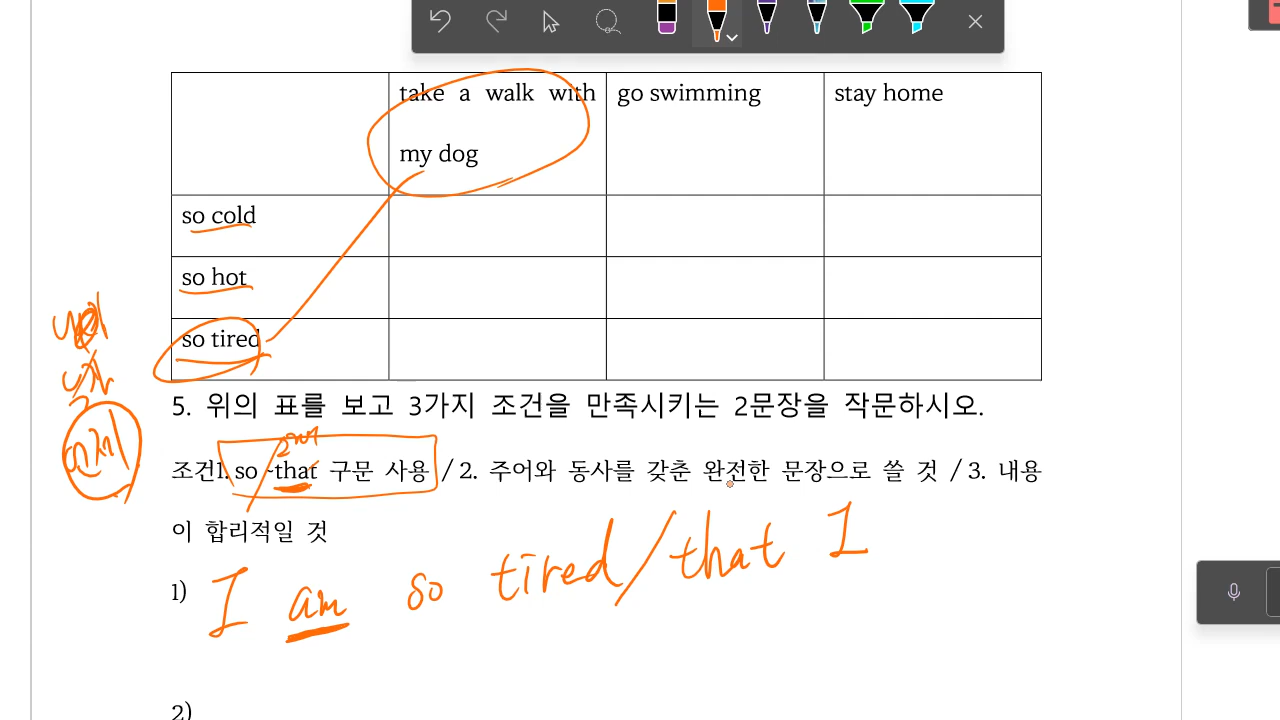 take a walk with my dog
go swimming
stay home
so cold
so hot
so tired
5. 위의 표를 보고 3가지 조건을 만족시키는 2문장을 작문하시오.
조건1. so ~that 구문 사용 / 2. 주어와 동사를 갖춘 완전한 문장으로 쓸 것 / 3. 내용
이 합리적일 것
1) I am so tired / that I
2)